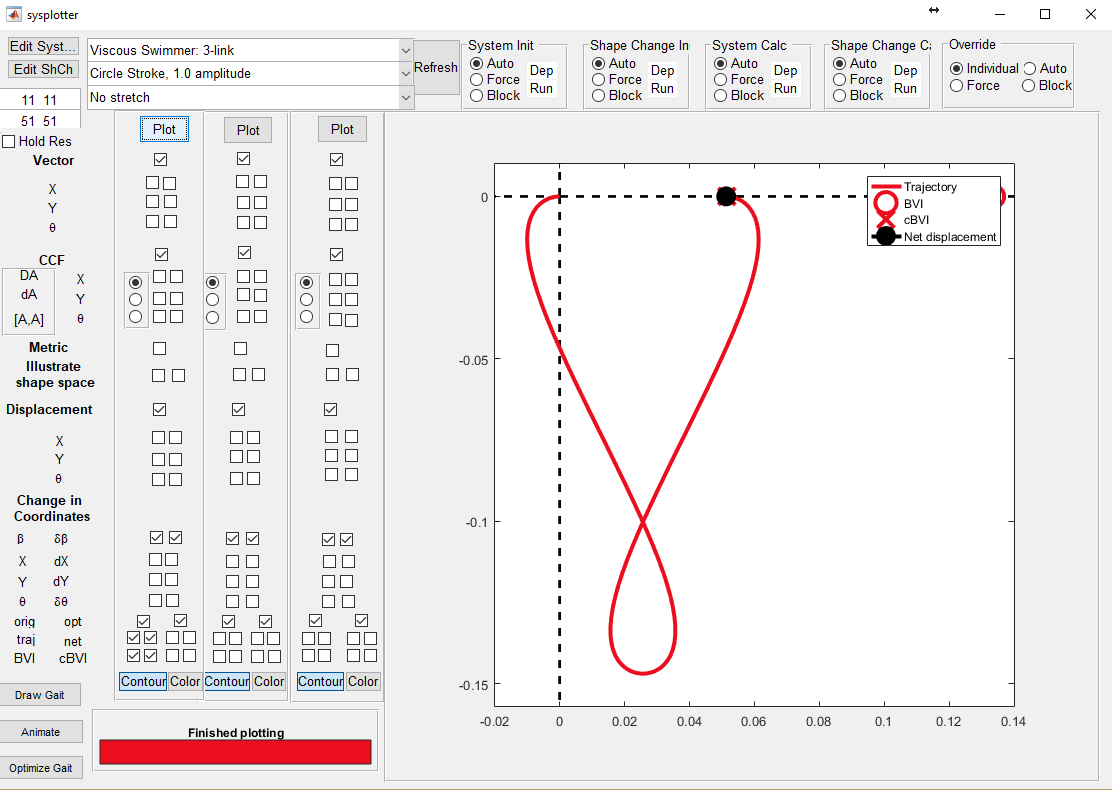 sysplotter
Edit Syst...
Edit ShCh
Viscous Swimmer: 3-link
Circle Stroke, 1.0 amplitude
No stretch
Refresh
System Init
Auto
Force
Block
Dep
Run
Shape Change In
Auto
Force
Block
Dep
Run
System Calc
Auto
Force
Block
Dep
Run
Shape Change Ca
Auto
Force
Block
Dep
Run
Override
Individual Auto
Force Block
11 11
51 51
Hold Res
Plot Plot Plot
Vector
X
Y
θ
CCF
DA X
dA Y
[A,A] θ
Metric
Illustrate
shape space
Displacement
X
Y
θ
Change in
Coordinates
β δβ
X dX
Y dY
θ δθ
orig opt
traj net
BVI cBVI
Contour Color Contour Color Contour Color
Draw Gait
Animate
Optimize Gait
Finished plotting
Trajectory
BVI
cBVI
Net displacement
0
-0.05
-0.1
-0.15
-0.02 0 0.02 0.04 0.06 0.08 0.1 0.12 0.14